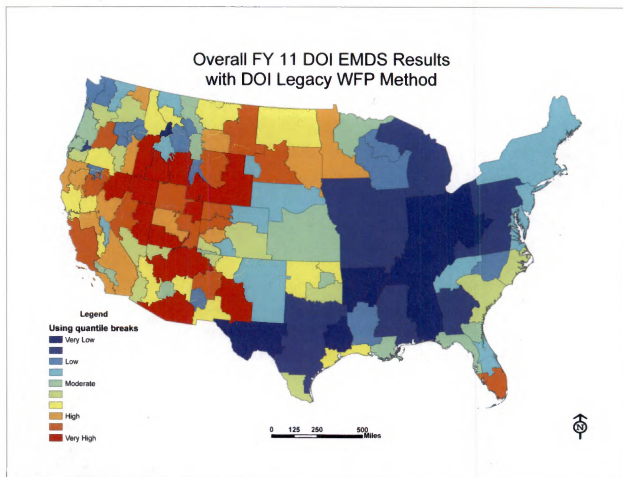 Overall FY 11 DOI EMDS Results
with DOI Legacy WFP Method
Legend
Using quantile breaks
Very Low
Low
Moderate
High
Very High
0 125 250 500
Miles
N